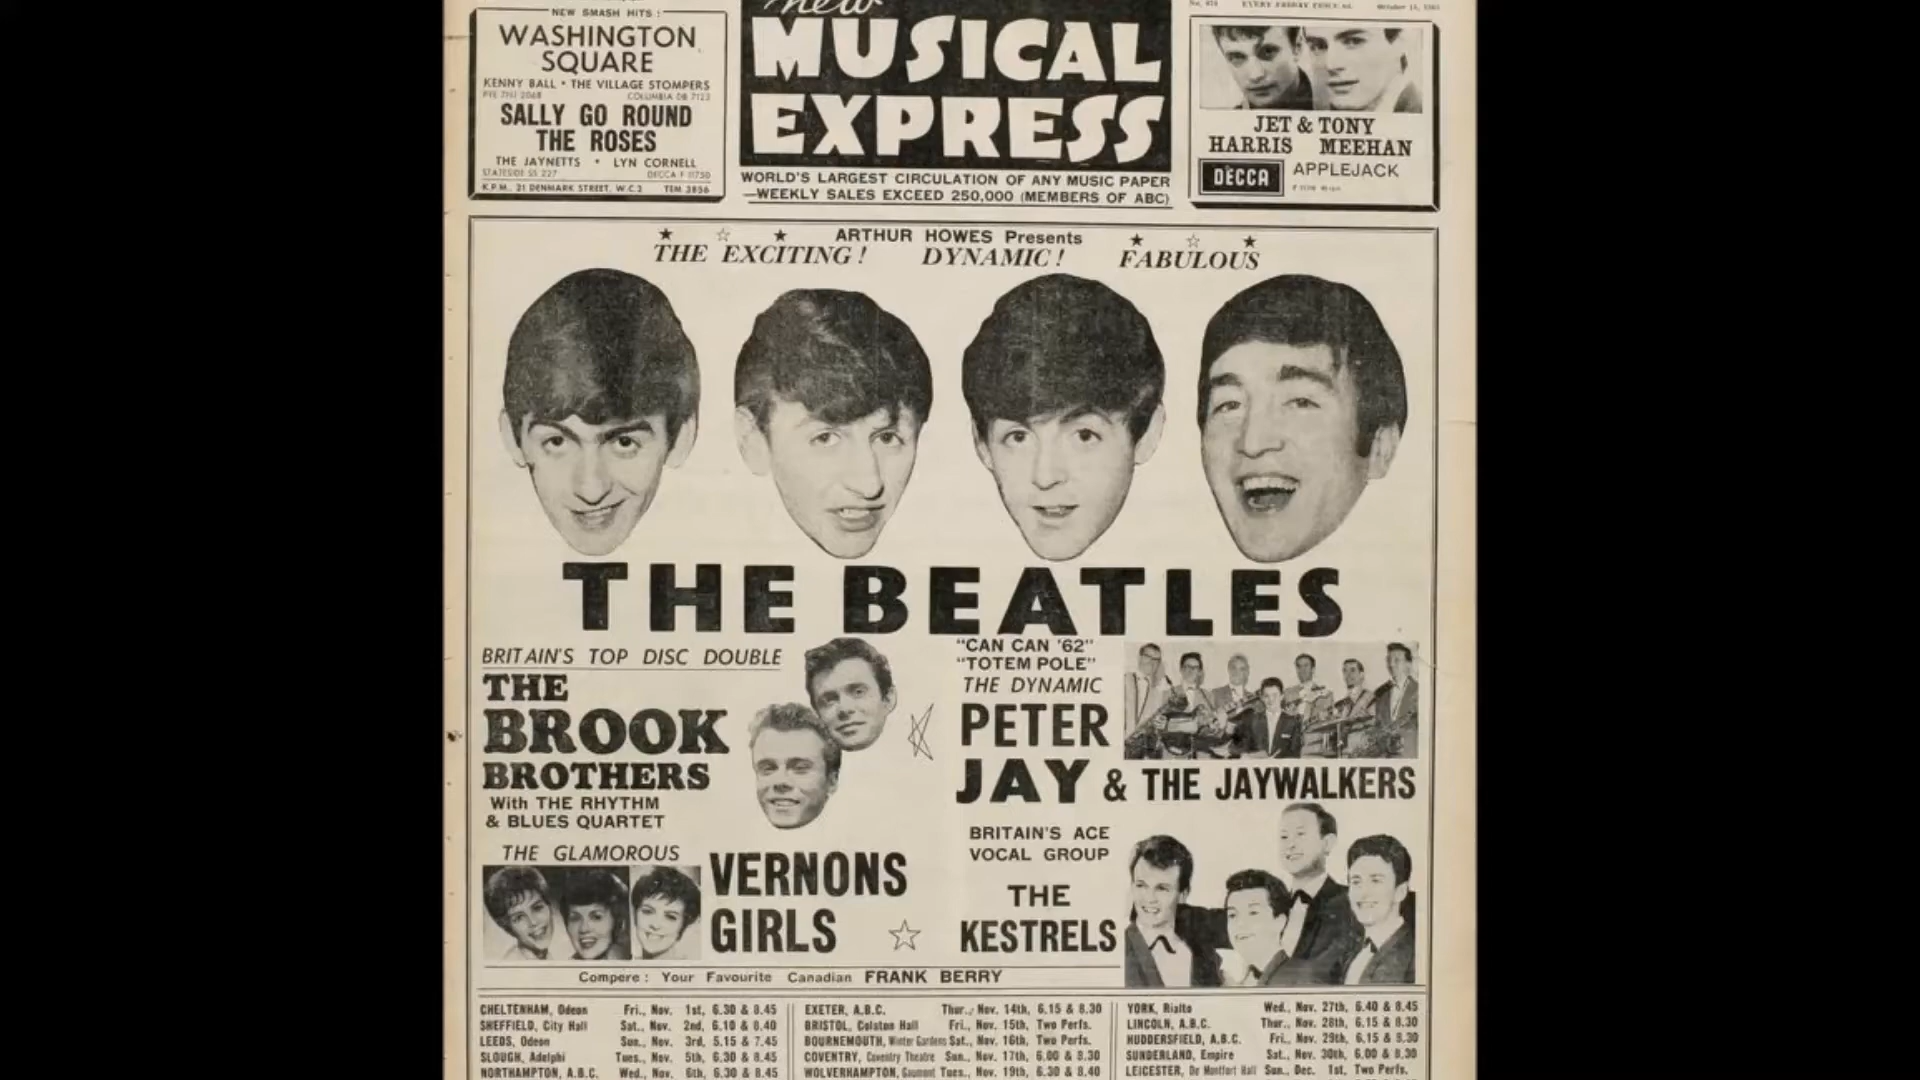 NEW SMASH HITS :
WASHINGTON
SQUARE
KENNY BALL • THE VILLAGE STOMPERS
PYE 7NJ 2068 COLUMBIA DB 7123
SALLY GO ROUND
THE ROSES
THE JAYNETTS • LYN CORNELL
STATESIDE SS 227 DECCA F 11750
K.P.M., 21 DENMARK STREET, W.C.2 TEM 3856
new
MUSICAL
EXPRESS
WORLD'S LARGEST CIRCULATION OF ANY MUSIC PAPER
—WEEKLY SALES EXCEED 250,000 (MEMBERS OF ABC)
EVERY FRIDAY PRICE 6d.
JET & TONY
HARRIS MEEHAN
DECCA APPLEJACK
ARTHUR HOWES Presents
THE EXCITING! DYNAMIC! FABULOUS
THE BEATLES
BRITAIN'S TOP DISC DOUBLE
THE
BROOK
BROTHERS
With THE RHYTHM
& BLUES QUARTET
"CAN CAN '62"
"TOTEM POLE"
THE DYNAMIC
PETER
JAY & THE JAYWALKERS
THE GLAMOROUS
VERNONS
GIRLS
BRITAIN'S ACE
VOCAL GROUP
THE
KESTRELS
Compere: Your Favourite Canadian FRANK BERRY
CHELTENHAM, Odeon Fri., Nov. 1st, 6.30 & 8.45
SHEFFIELD, City Hall Sat., Nov. 2nd, 6.10 & 8.40
LEEDS, Odeon Sun., Nov. 3rd, 5.15 & 7.45
SLOUGH, Adelphi Tues., Nov. 5th, 6.30 & 8.45
NORTHAMPTON, A.B.C. Wed., Nov. 6th, 6.30 & 8.45
EXETER, A.B.C. Thur., Nov. 14th, 6.15 & 8.30
BRISTOL, Colston Hall Fri., Nov. 15th, Two Perfs.
BOURNEMOUTH, Winter Gardens Sat., Nov. 16th, Two Perfs.
COVENTRY, Coventry Theatre Sun., Nov. 17th, 6.00 & 8.30
WOLVERHAMPTON, Gaumont Tues., Nov. 19th, 6.30 & 8.40
YORK, Rialto Wed., Nov. 27th, 6.40 & 8.45
LINCOLN, A.B.C. Thur., Nov. 28th, 6.15 & 8.30
HUDDERSFIELD, A.B.C. Fri., Nov. 29th, 6.15 & 8.30
SUNDERLAND, Empire Sat., Nov. 30th, 6.00 & 8.30
LEICESTER, De Montfort Hall Sun., Dec. 1st, Two Perfs.